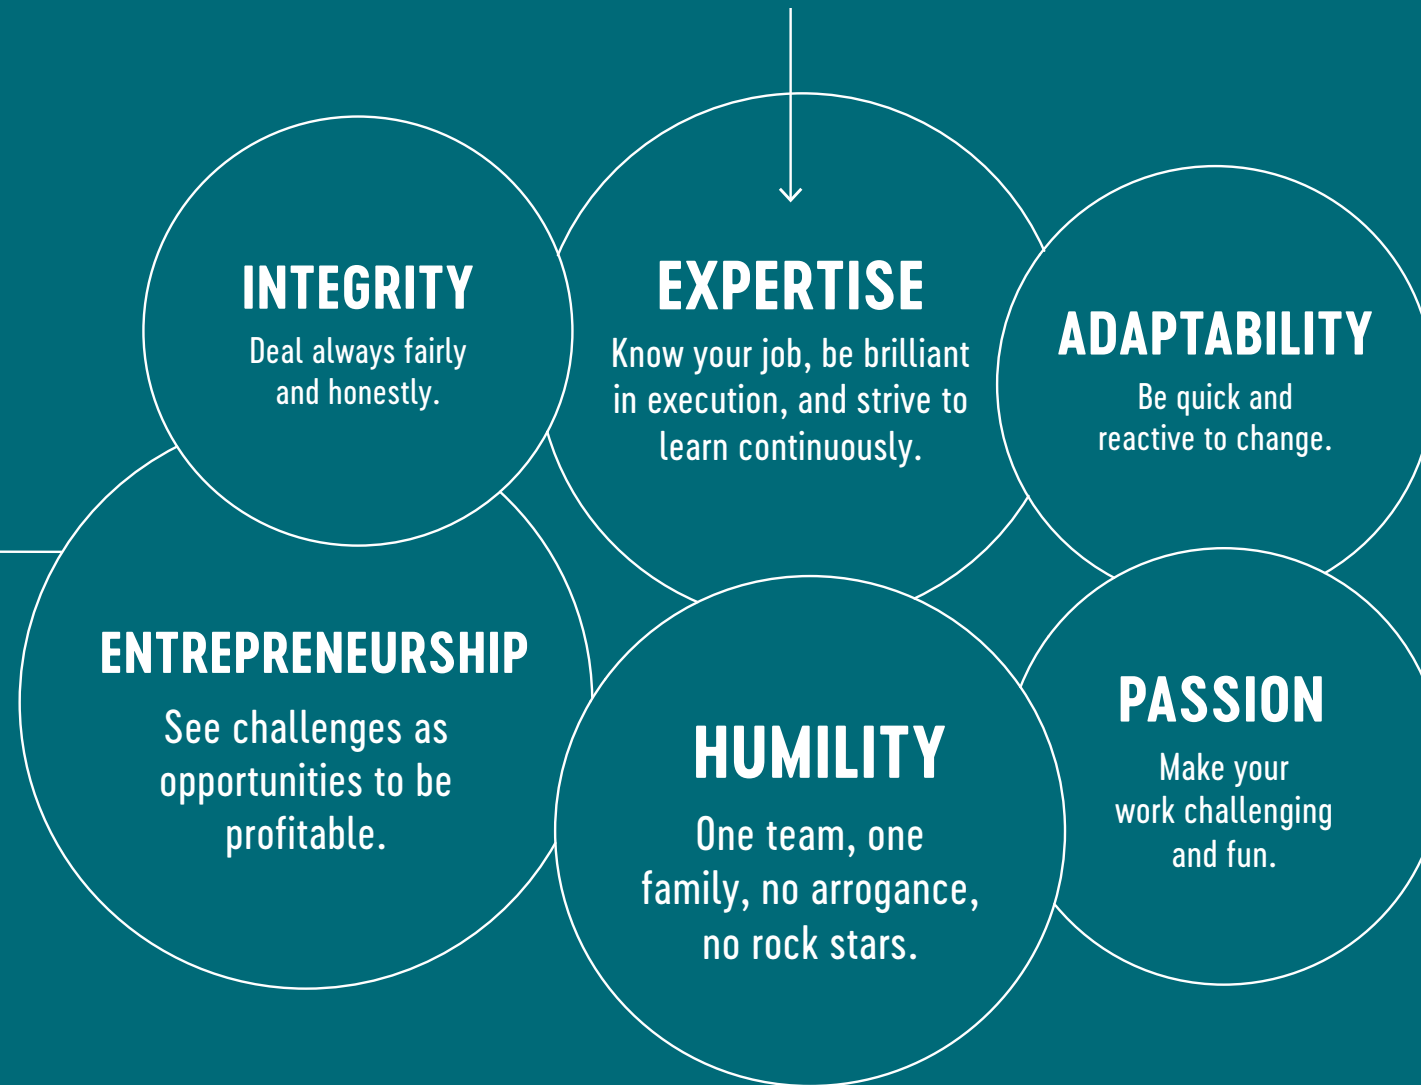 INTEGRITY
Deal always fairly
and honestly.
EXPERTISE
Know your job, be brilliant
in execution, and strive to
learn continuously.
ADAPTABILITY
Be quick and
reactive to change.
ENTREPRENEURSHIP
See challenges as
opportunities to be
profitable.
HUMILITY
One team, one
family, no arrogance,
no rock stars.
PASSION
Make your
work challenging
and fun.